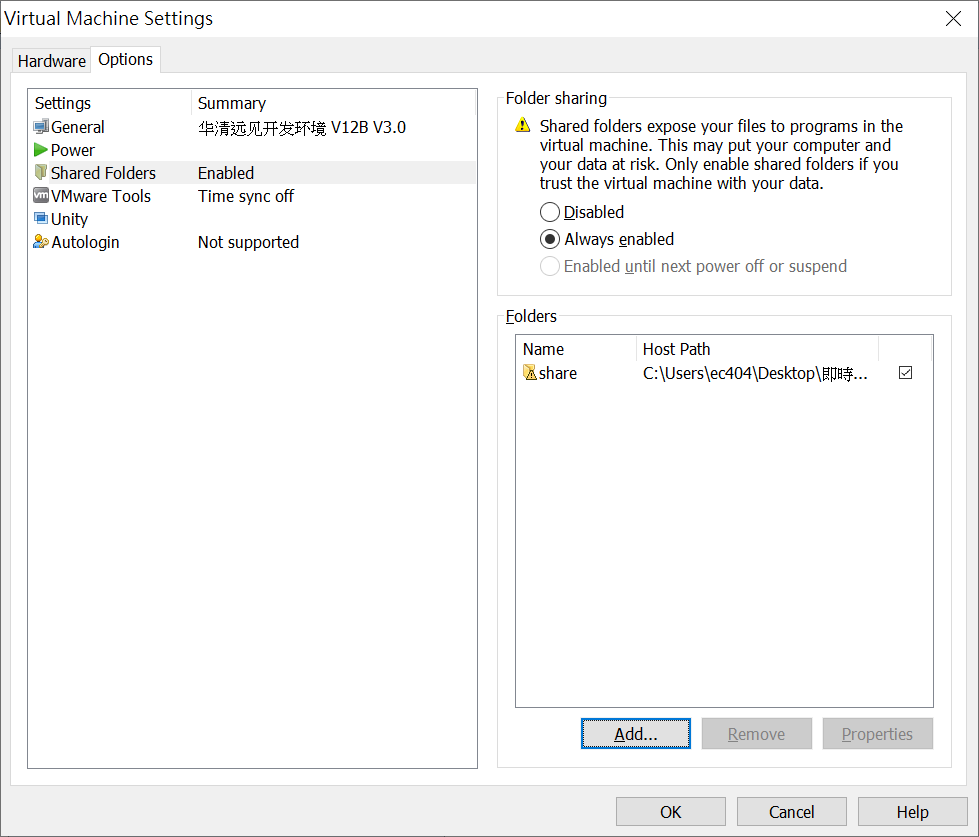 Virtual Machine Settings
Hardware
Options
Settings Summary
General 华清远见开发环境 V12B V3.0
Power
Shared Folders Enabled
VMware Tools Time sync off
Unity
Autologin Not supported
Folder sharing
Shared folders expose your files to programs in the
virtual machine. This may put your computer and
your data at risk. Only enable shared folders if you
trust the virtual machine with your data.
Disabled
Always enabled
Enabled until next power off or suspend
Folders
Name Host Path
share C:\Users\ec404\Desktop\即時...
Add... Remove Properties
OK Cancel Help